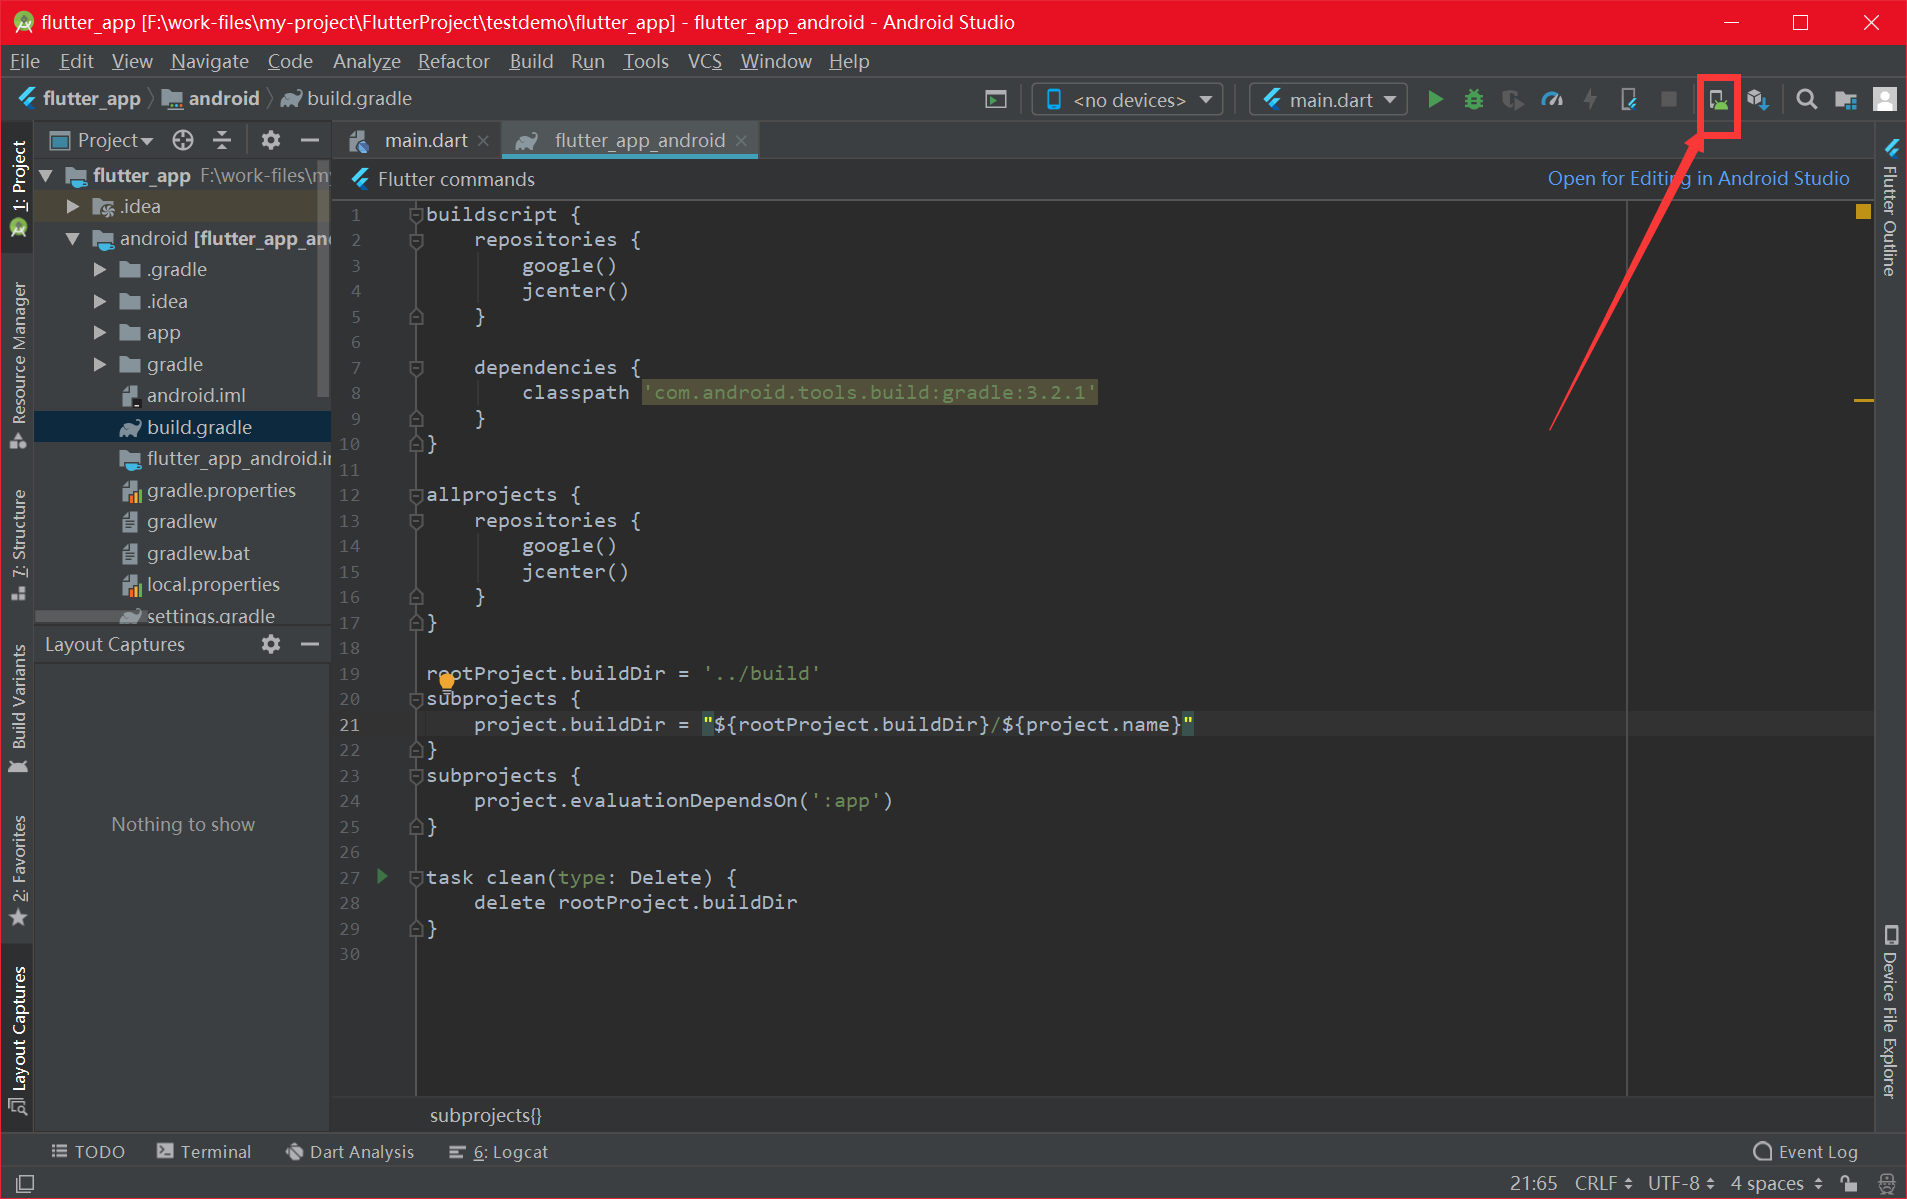 flutter_app [F:\work-files\my-project\FlutterProject\testdemo\flutter_app] - flutter_app_android - Android Studio
File Edit View Navigate Code Analyze Refactor Build Run Tools VCS Window Help
flutter_app android build.gradle <no devices> main.dart
1: Project
Resource Manager
7: Structure
Build Variants
2: Favorites
Layout Captures
Project
flutter_app F:\work-files\my
.idea
android [flutter_app_an
.gradle
.idea
app
gradle
android.iml
build.gradle
flutter_app_android.i
gradle.properties
gradlew
gradlew.bat
local.properties
settings.gradle
Layout Captures
Nothing to show
main.dart flutter_app_android
Flutter commands Open for Editing in Android Studio
1 buildscript {
2 repositories {
3 google()
4 jcenter()
5 }
6
7 dependencies {
8 classpath 'com.android.tools.build:gradle:3.2.1'
9 }
10 }
11
12 allprojects {
13 repositories {
14 google()
15 jcenter()
16 }
17 }
18
19 rootProject.buildDir = '../build'
20 subprojects {
21 project.buildDir = "${rootProject.buildDir}/${project.name}"
22 }
23 subprojects {
24 project.evaluationDependsOn(':app')
25 }
26
27 task clean(type: Delete) {
28 delete rootProject.buildDir
29 }
30
subprojects{}
Flutter Outline
Device File Explorer
TODO Terminal Dart Analysis 6: Logcat Event Log
21:65 CRLF UTF-8 4 spaces